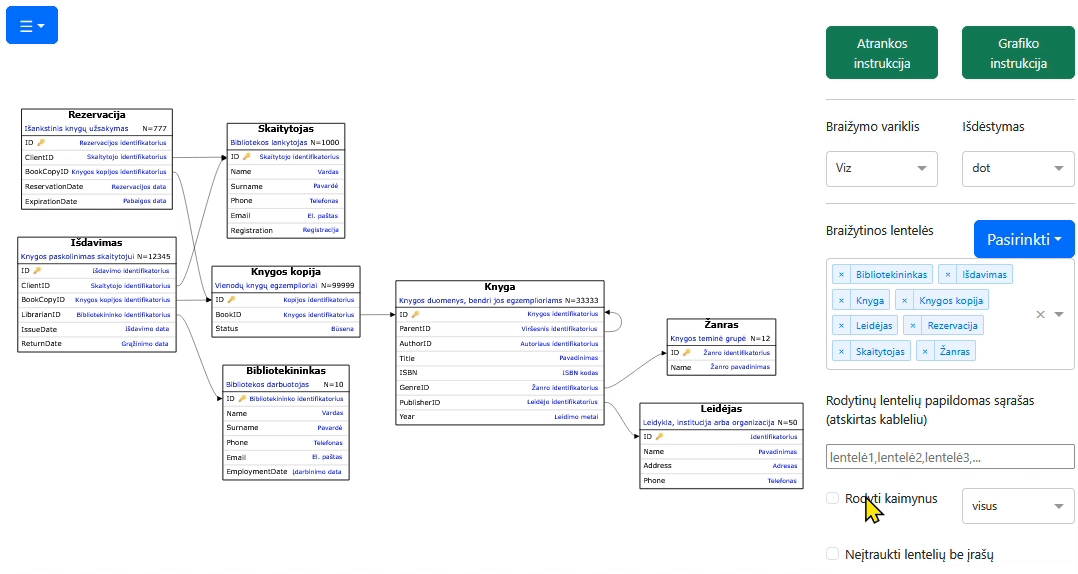 Rezervacija
Išankstinis knygų užsakymas N=777
ID Rezervacijos identifikatorius
ClientID Skaitytojo identifikatorius
BookCopyID Knygos kopijos identifikatorius
ReservationDate Rezervacijos data
ExpirationDate Pabaigos data
Skaitytojas
Bibliotekos lankytojas N=1000
ID Skaitytojo identifikatorius
Name Vardas
Surname Pavardė
Phone Telefonas
Email El. paštas
Registration Registracija
Išdavimas
Knygos paskolinimas skaitytojui N=12345
ID Išdavimo identifikatorius
ClientID Skaitytojo identifikatorius
BookCopyID Knygos kopijos identifikatorius
LibrarianID Bibliotekininko identifikatorius
IssueDate Išdavimo data
ReturnDate Grąžinimo data
Knygos kopija
Vienodų knygų egzemplioriai N=99999
ID Kopijos identifikatorius
BookID Knygos identifikatorius
Status Būsena
Bibliotekininkas
Bibliotekos darbuotojas N=10
ID Bibliotekininko identifikatorius
Name Vardas
Surname Pavardė
Phone Telefonas
Email El. paštas
EmploymentDate Įdarbinimo data
Knyga
Knygos duomenys, bendri jos egzemplioriams N=33333
ID Knygos identifikatorius
ParentID Viršesnis identifikatorius
AuthorID Autoriaus identifikatorius
Title Pavadinimas
ISBN ISBN kodas
GenreID Žanro identifikatorius
PublisherID Leidėjo identifikatorius
Year Leidimo metai
Žanras
Knygos teminė grupė N=12
ID Žanro identifikatorius
Name Žanro pavadinimas
Leidėjas
Leidykla, institucija arba organizacija N=50
ID Identifikatorius
Name Pavadinimas
Address Adresas
Phone Telefonas
Atrankos
instrukcija
Grafiko
instrukcija
Braižymo variklis
Išdėstymas
Viz
dot
Braižytinos lentelės
Pasirinkti
× Bibliotekininkas × Išdavimas
× Knyga × Knygos kopija
× Leidėjas × Rezervacija
× Skaitytojas × Žanras
×
Rodytinų lentelių papildomas sąrašas
(atskirtas kableliu)
lentelė1,lentelė2,lentelė3,...
Rodyti kaimynus
visus
Neįtraukti lentelių be įrašų